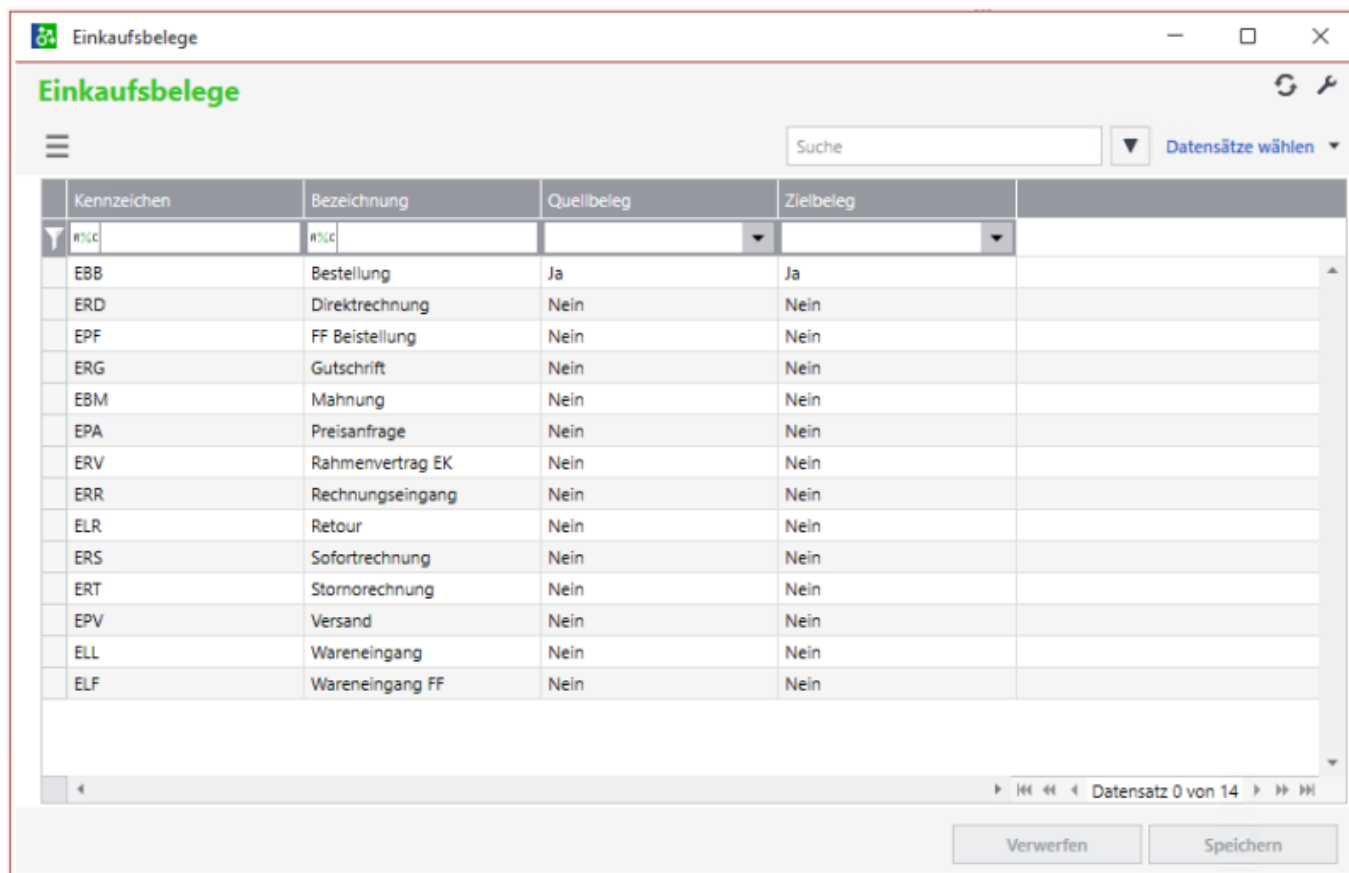 Einkaufsbelege
Einkaufsbelege
Suche Datensätze wählen
Kennzeichen Bezeichnung Quellbeleg Zielbeleg
EBB Bestellung Ja Ja
ERD Direktrechnung Nein Nein
EPF FF Beistellung Nein Nein
ERG Gutschrift Nein Nein
EBM Mahnung Nein Nein
EPA Preisanfrage Nein Nein
ERV Rahmenvertrag EK Nein Nein
ERR Rechnungseingang Nein Nein
ELR Retour Nein Nein
ERS Sofortrechnung Nein Nein
ERT Stornorechnung Nein Nein
EPV Versand Nein Nein
ELL Wareneingang Nein Nein
ELF Wareneingang FF Nein Nein
Datensatz 0 von 14
Verwerfen Speichern